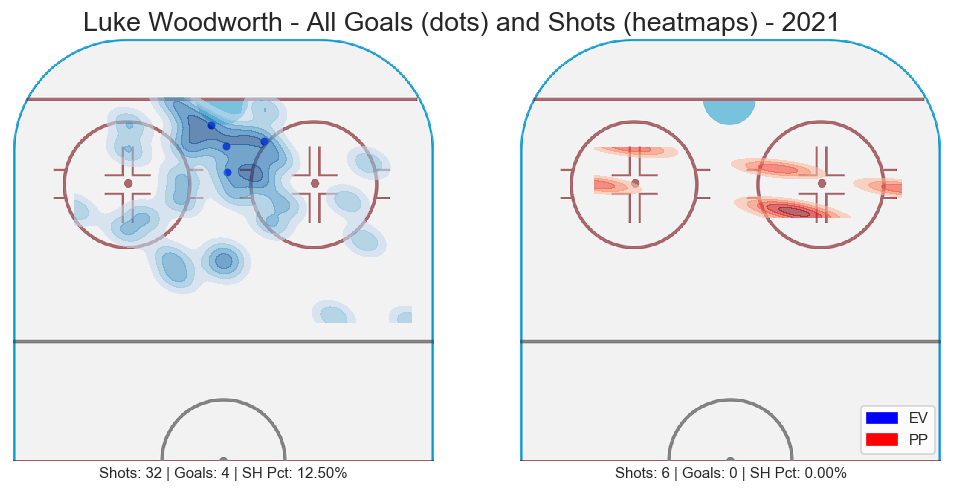 Luke Woodworth - All Goals (dots) and Shots (heatmaps) - 2021
EV
PP
Shots: 32 | Goals: 4 | SH Pct: 12.50%
Shots: 6 | Goals: 0 | SH Pct: 0.00%